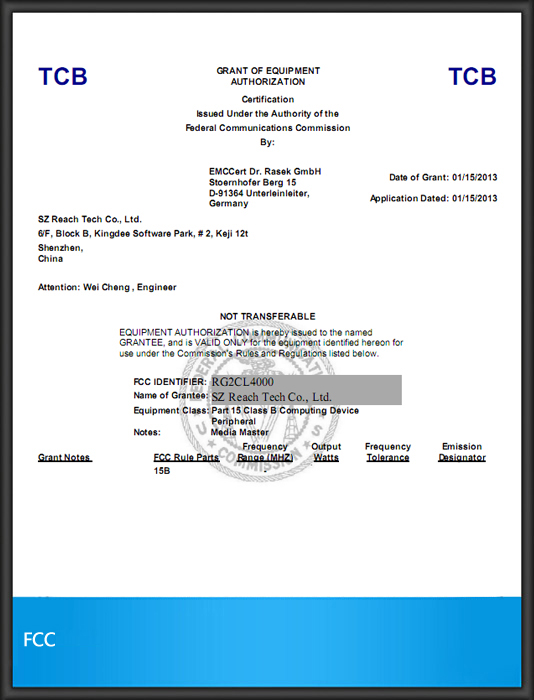 TCB
GRANT OF EQUIPMENT
AUTHORIZATION
TCB
Certification
Issued Under the Authority of the
Federal Communications Commission
By:
EMCCert Dr. Rasek GmbH
Stoernhofer Berg 15
D-91364 Unterleinleiter,
Germany
Date of Grant: 01/15/2013
Application Dated: 01/15/2013
SZ Reach Tech Co., Ltd.
6/F, Block B, Kingdee Software Park, # 2, Keji 12t
Shenzhen,
China
Attention: Wei Cheng , Engineer
NOT TRANSFERABLE
EQUIPMENT AUTHORIZATION is hereby issued to the named
GRANTEE, and is VALID ONLY for the equipment identified hereon for
use under the Commission's Rules and Regulations listed below.
FCC IDENTIFIER: RG2CL4000
Name of Grantee: SZ Reach Tech Co., Ltd.
Equipment Class: Part 15 Class B Computing Device
Peripheral
Notes: Media Master
Grant Notes FCC Rule Parts Frequency Range (MHZ) Output Watts Frequency Tolerance Emission Designator
15B -
FEDERAL COMMUNICATIONS COMMISSION
FCC